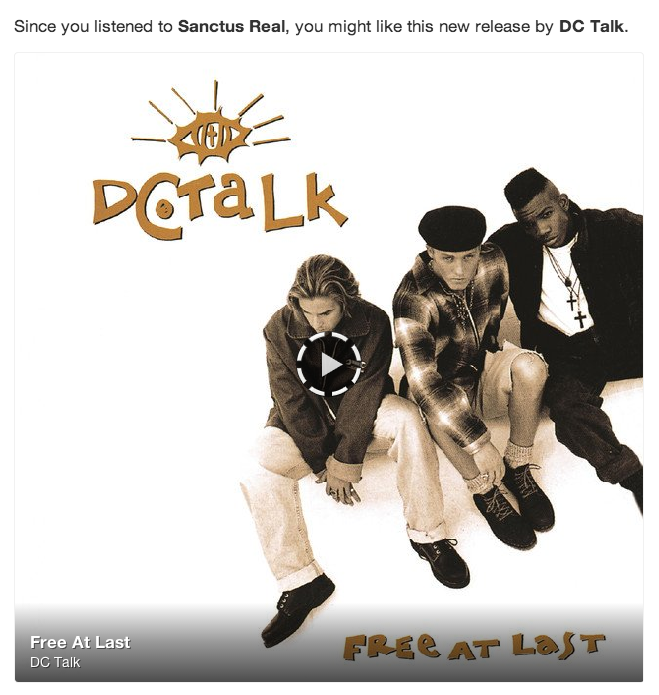 Since you listened to Sanctus Real, you might like this new release by DC Talk.
DC TaLk
Free At Last
DC Talk
FRee AT LaST